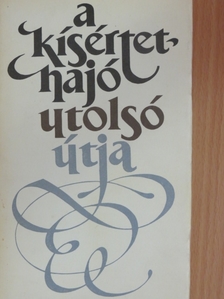 a
kísértet-
hajó
utolsó
útja